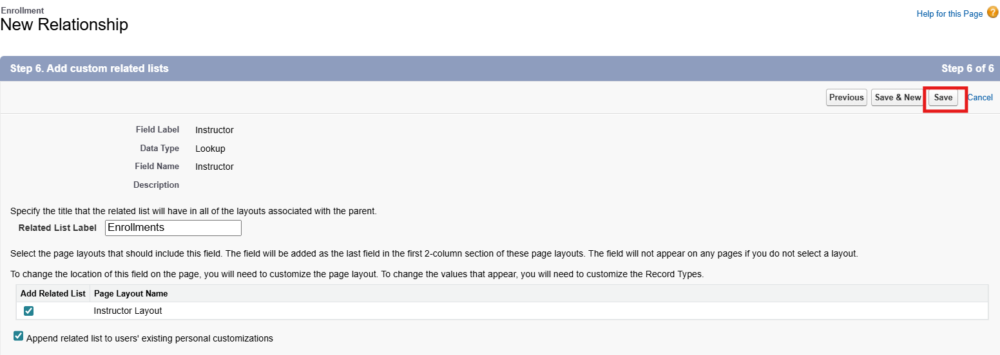 Enrollment
New Relationship
Help for this Page ?
Step 6. Add custom related lists
Step 6 of 6
Previous
Save & New
Save
Cancel
Field Label Instructor
Data Type Lookup
Field Name Instructor
Description
Specify the title that the related list will have in all of the layouts associated with the parent.
Related List Label Enrollments
Select the page layouts that should include this field. The field will be added as the last field in the first 2-column section of these page layouts. The field will not appear on any pages if you do not select a layout.
To change the location of this field on the page, you will need to customize the page layout. To change the values that appear, you will need to customize the Record Types.
Add Related List Page Layout Name
Instructor Layout
Append related list to users' existing personal customizations